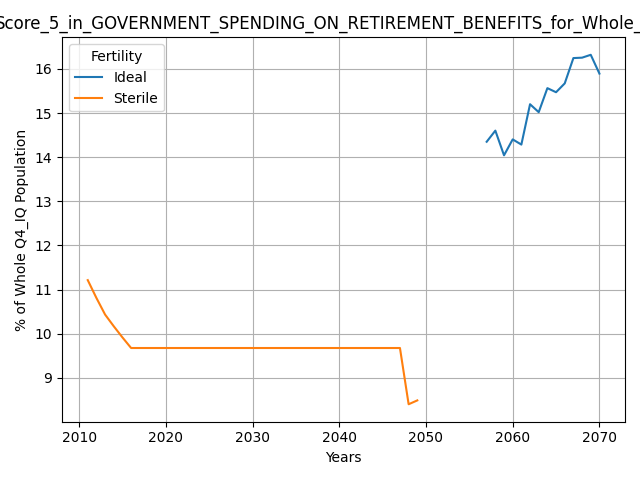 Score_5_in_GOVERNMENT_SPENDING_ON_RETIREMENT_BENEFITS_for_Whole_
Fertility
Ideal
Sterile
% of Whole Q4_IQ Population
16
15
14
13
12
11
10
9
2010 2020 2030 2040 2050 2060 2070
Years